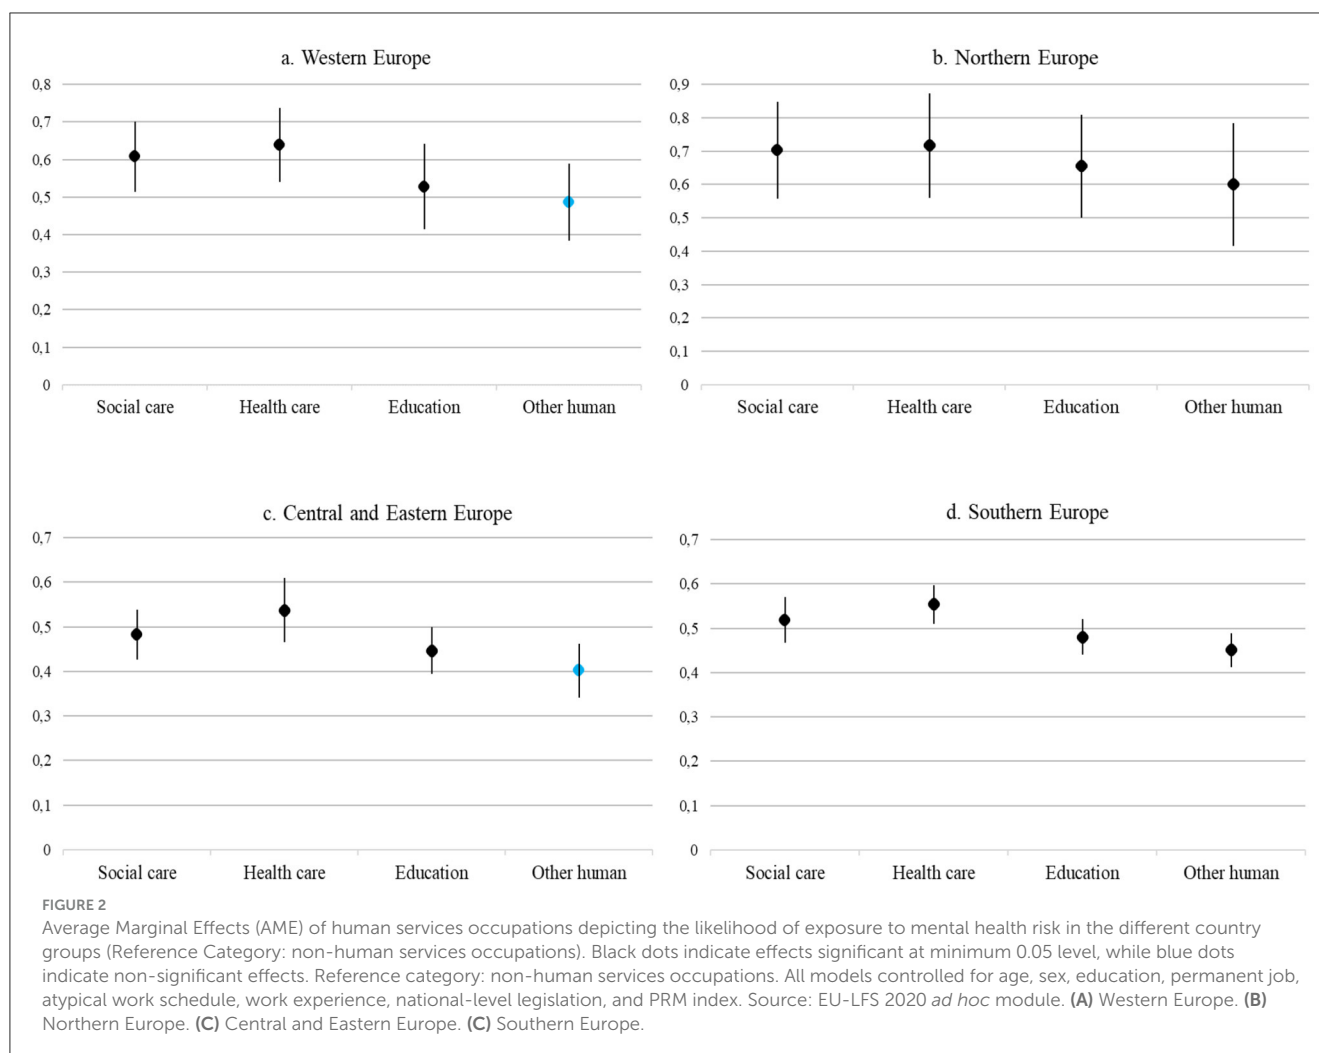 a. Western Europe
0,8
0,7
0,6
0,5
0,4
0,3
0,2
0,1
0
Social care Health care Education Other human
b. Northern Europe
0,9
0,8
0,7
0,6
0,5
0,4
0,3
0,2
0,1
0
Social care Health care Education Other human
c. Central and Eastern Europe
0,7
0,6
0,5
0,4
0,3
0,2
0,1
0
Social care Health care Education Other human
d. Southern Europe
0,7
0,6
0,5
0,4
0,3
0,2
0,1
0
Social care Health care Education Other human
FIGURE 2
Average Marginal Effects (AME) of human services occupations depicting the likelihood of exposure to mental health risk in the different country
groups (Reference Category: non-human services occupations). Black dots indicate effects significant at minimum 0.05 level, while blue dots
indicate non-significant effects. Reference category: non-human services occupations. All models controlled for age, sex, education, permanent job,
atypical work schedule, work experience, national-level legislation, and PRM index. Source: EU-LFS 2020 ad hoc module. (A) Western Europe. (B)
Northern Europe. (C) Central and Eastern Europe. (C) Southern Europe.